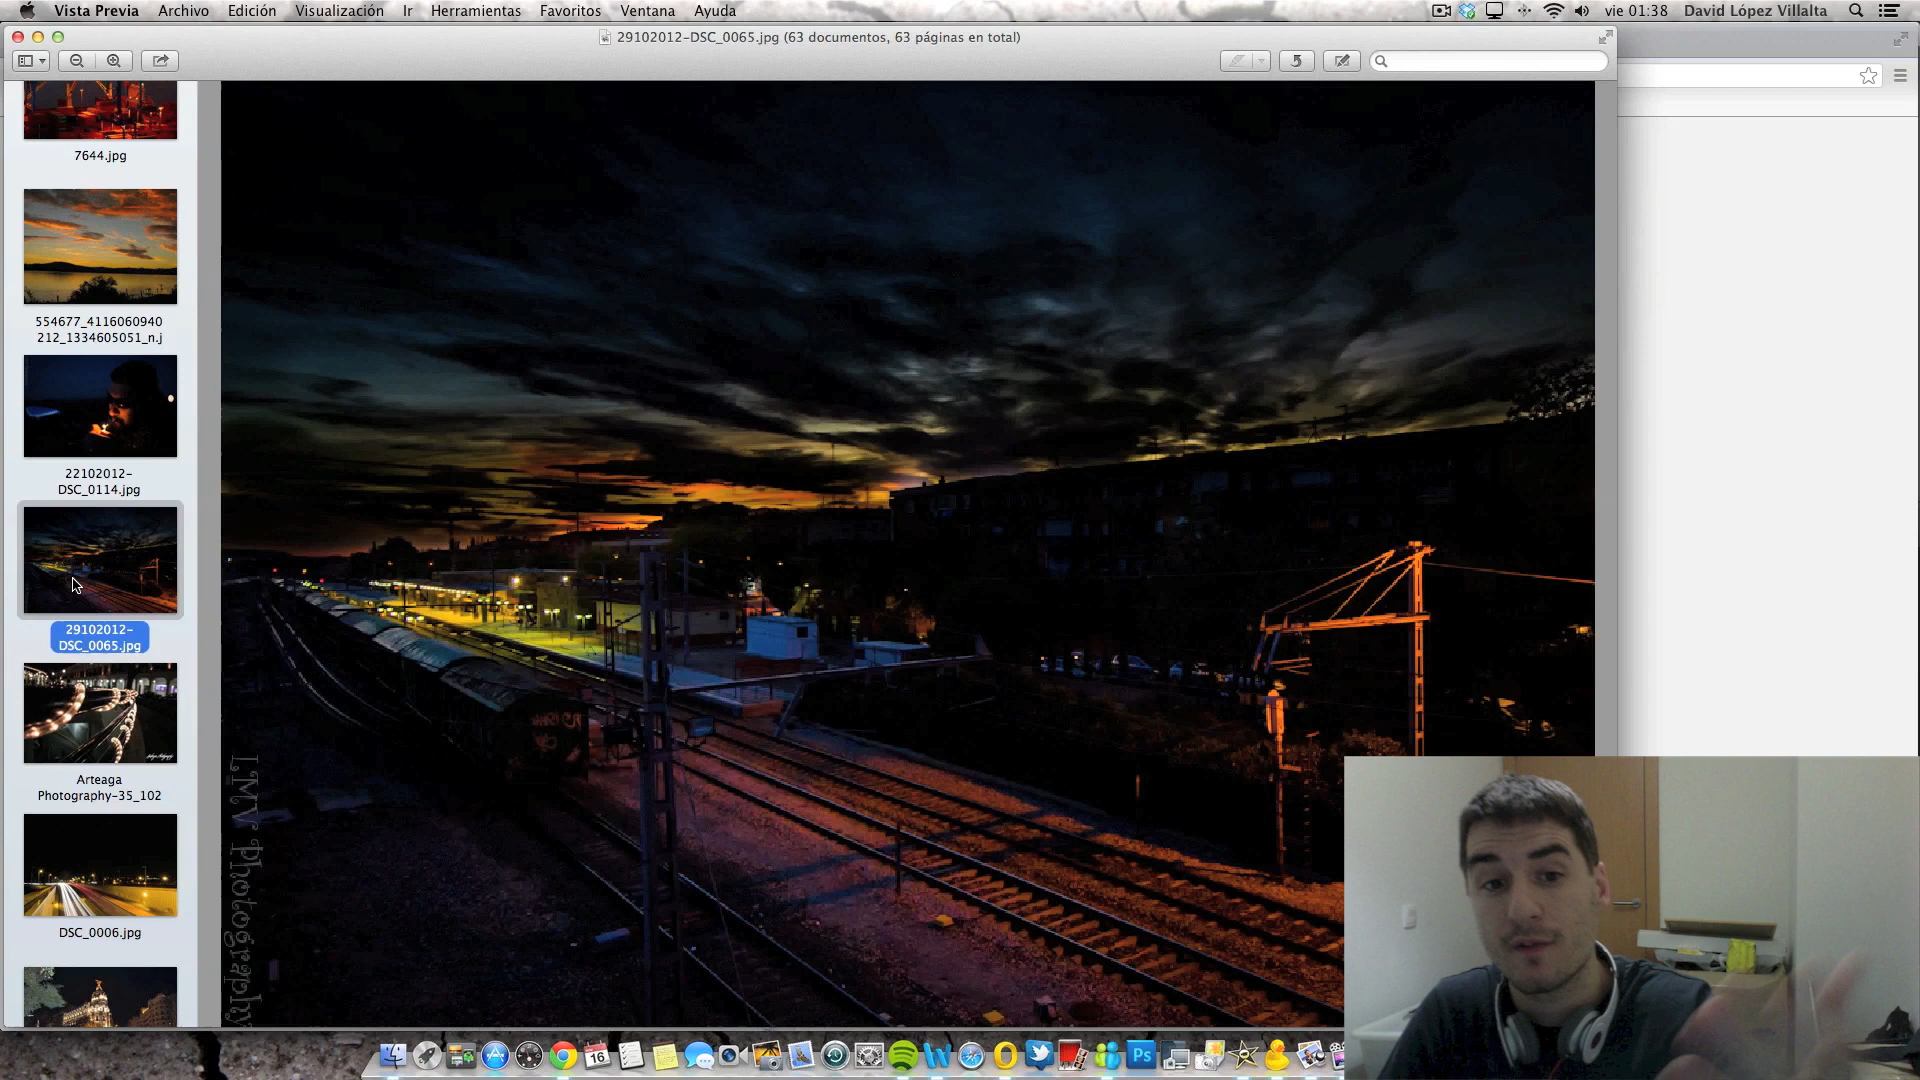 Vista Previa Archivo Edición Visualización Ir Herramientas Favoritos Ventana Ayuda vie 01:38 David López Villalta
29102012-DSC_0065.jpg (63 documentos, 63 páginas en total)
7644.jpg
554677_4116060940
212_1334605051_n.j
22102012-
DSC_0114.jpg
29102012-
DSC_0065.jpg
Arteaga
Photography-35_102
DSC_0006.jpg
LMV Photography
16
Ps